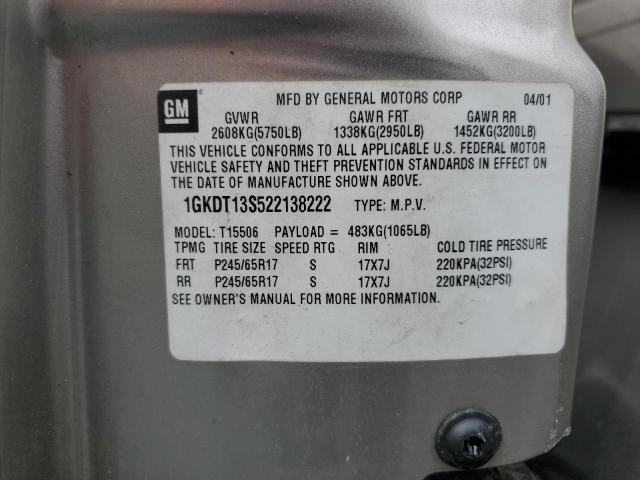 GM
MFD BY GENERAL MOTORS CORP 04/01
GVWR GAWR FRT GAWR RR
2608KG(5750LB) 1338KG(2950LB) 1452KG(3200LB)
THIS VEHICLE CONFORMS TO ALL APPLICABLE U.S. FEDERAL MOTOR
VEHICLE SAFETY AND THEFT PREVENTION STANDARDS IN EFFECT ON
THE DATE OF MANUFACTURE SHOWN ABOVE.
1GKDT13S522138222 TYPE: M.P.V.
MODEL: T15506 PAYLOAD = 483KG(1065LB)
TPMG TIRE SIZE SPEED RTG RIM COLD TIRE PRESSURE
FRT P245/65R17 S 17X7J 220KPA(32PSI)
RR P245/65R17 S 17X7J 220KPA(32PSI)
SEE OWNER'S MANUAL FOR MORE INFORMATION.